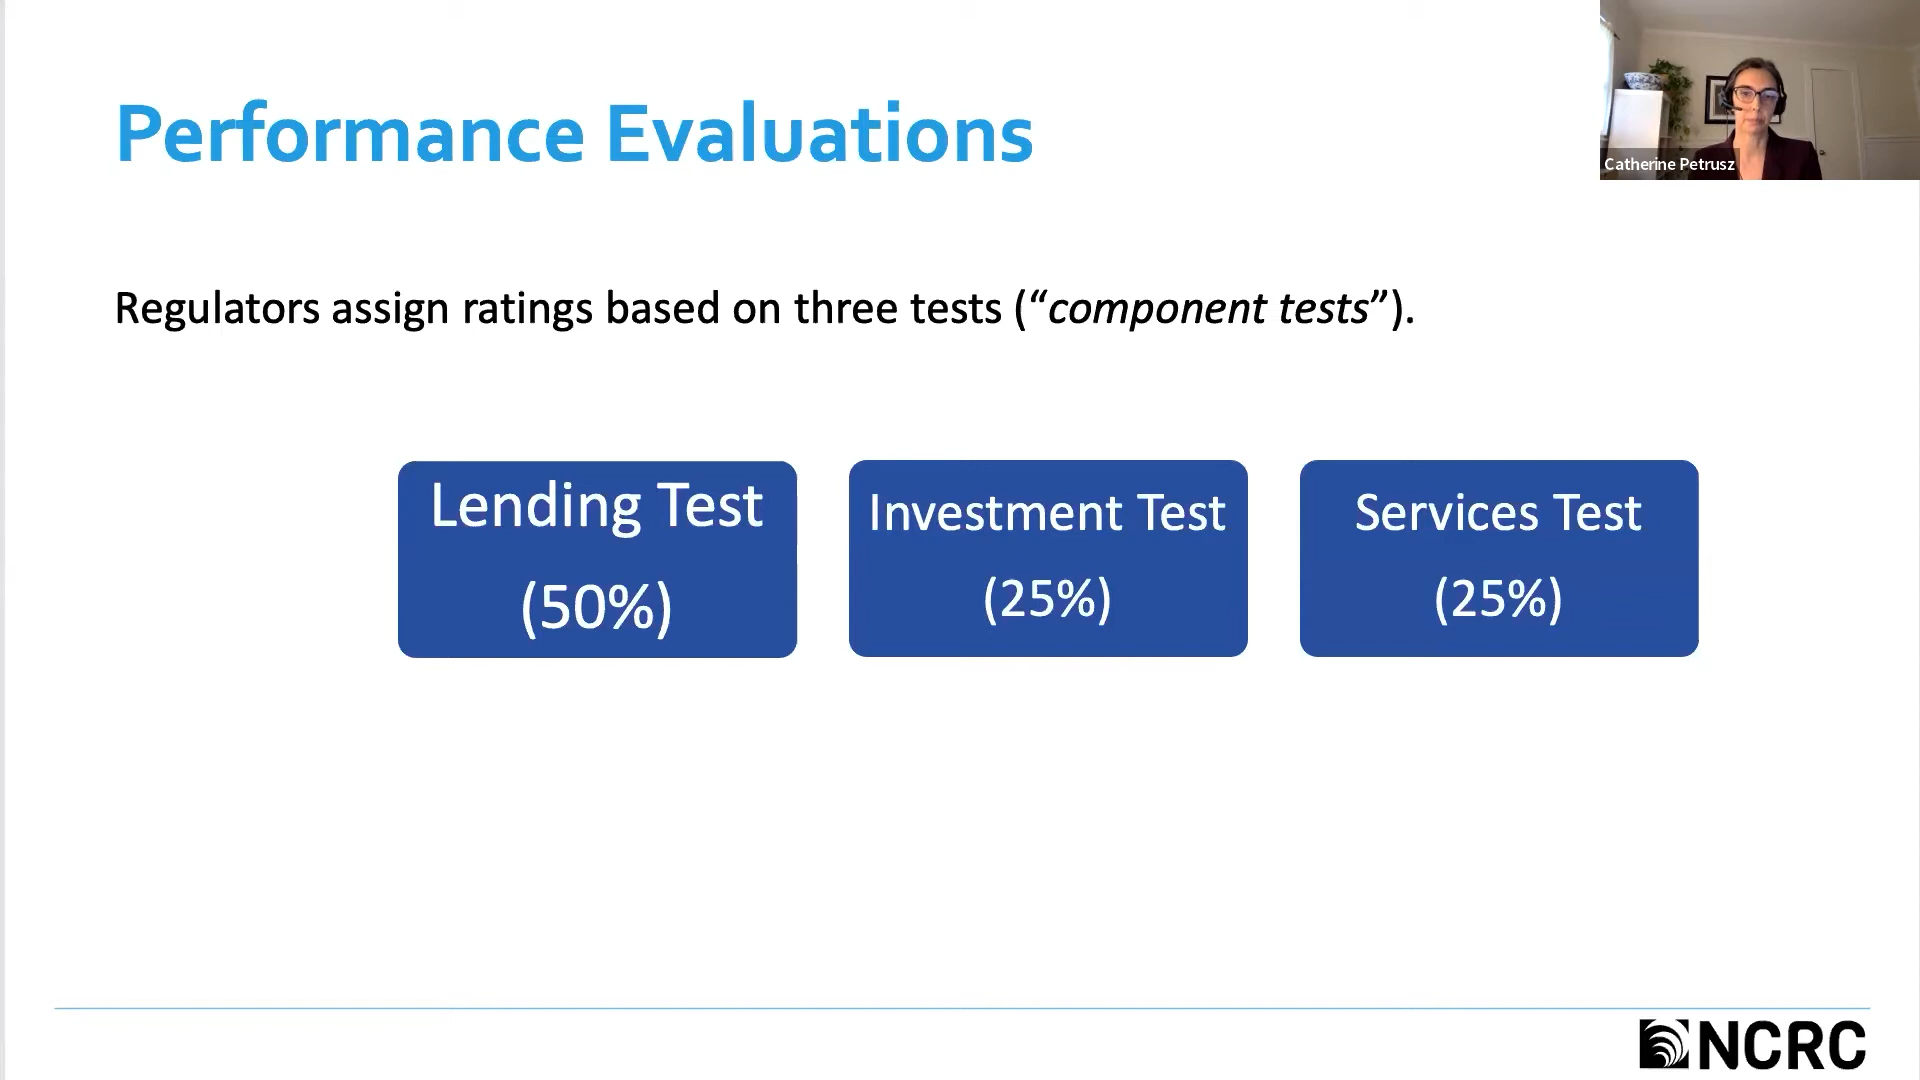 Performance Evaluations
Catherine Petrusz
Regulators assign ratings based on three tests (“component tests”).
Lending Test
(50%)
Investment Test
(25%)
Services Test
(25%)
NCRC